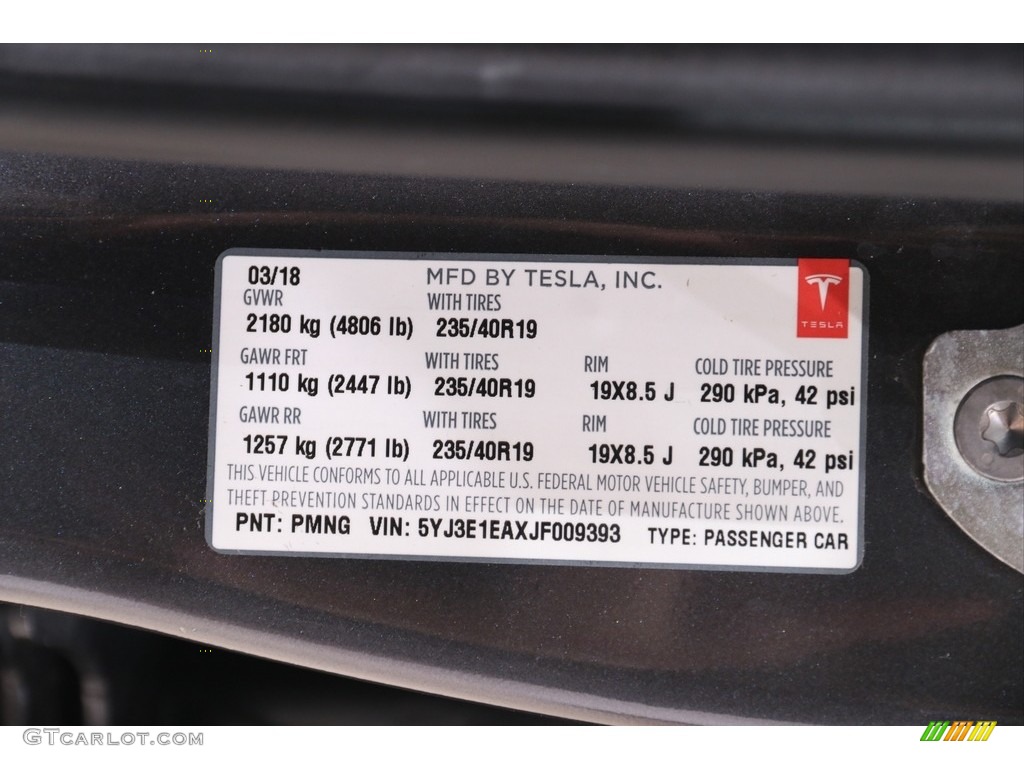 03/18 MFD BY TESLA, INC.
GVWR WITH TIRES
2180 kg (4806 lb) 235/40R19
TESLA
GAWR FRT WITH TIRES RIM COLD TIRE PRESSURE
1110 kg (2447 lb) 235/40R19 19X8.5 J 290 kPa, 42 psi
GAWR RR WITH TIRES RIM COLD TIRE PRESSURE
1257 kg (2771 lb) 235/40R19 19X8.5 J 290 kPa, 42 psi
THIS VEHICLE CONFORMS TO ALL APPLICABLE U.S. FEDERAL MOTOR VEHICLE SAFETY, BUMPER, AND
THEFT PREVENTION STANDARDS IN EFFECT ON THE DATE OF MANUFACTURE SHOWN ABOVE.
PNT: PMNG VIN: 5YJ3E1EAXJF009393 TYPE: PASSENGER CAR
GTcarlot.com